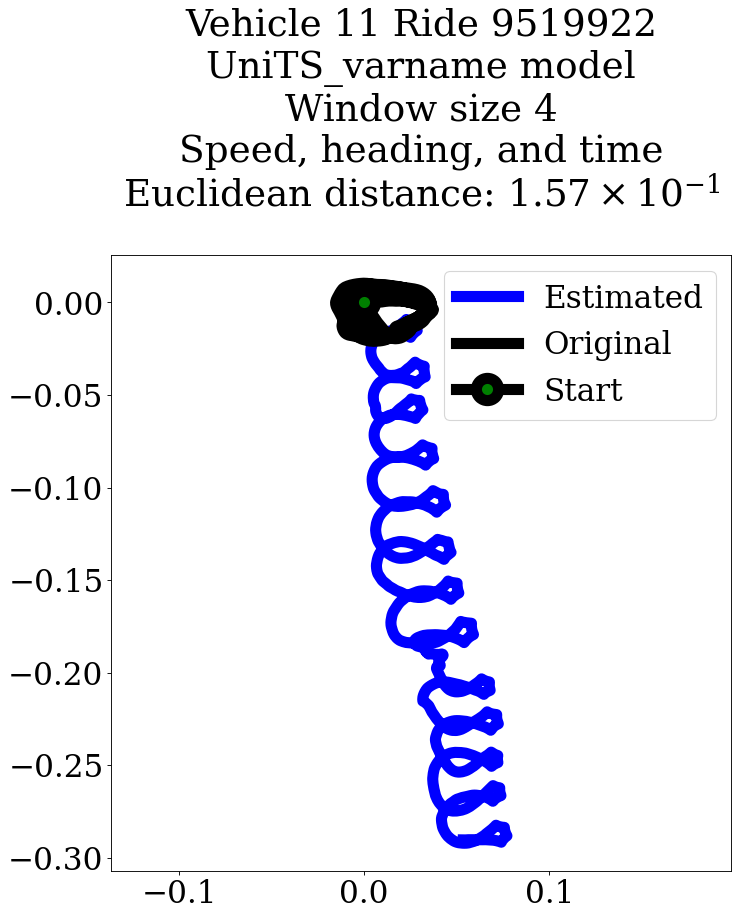 Vehicle 11 Ride 9519922
UniTS_varname model
Window size 4
Speed, heading, and time
Euclidean distance: 1.57 × 10⁻¹
Estimated
Original
Start
0.00
−0.05
−0.10
−0.15
−0.20
−0.25
−0.30
−0.1
0.0
0.1